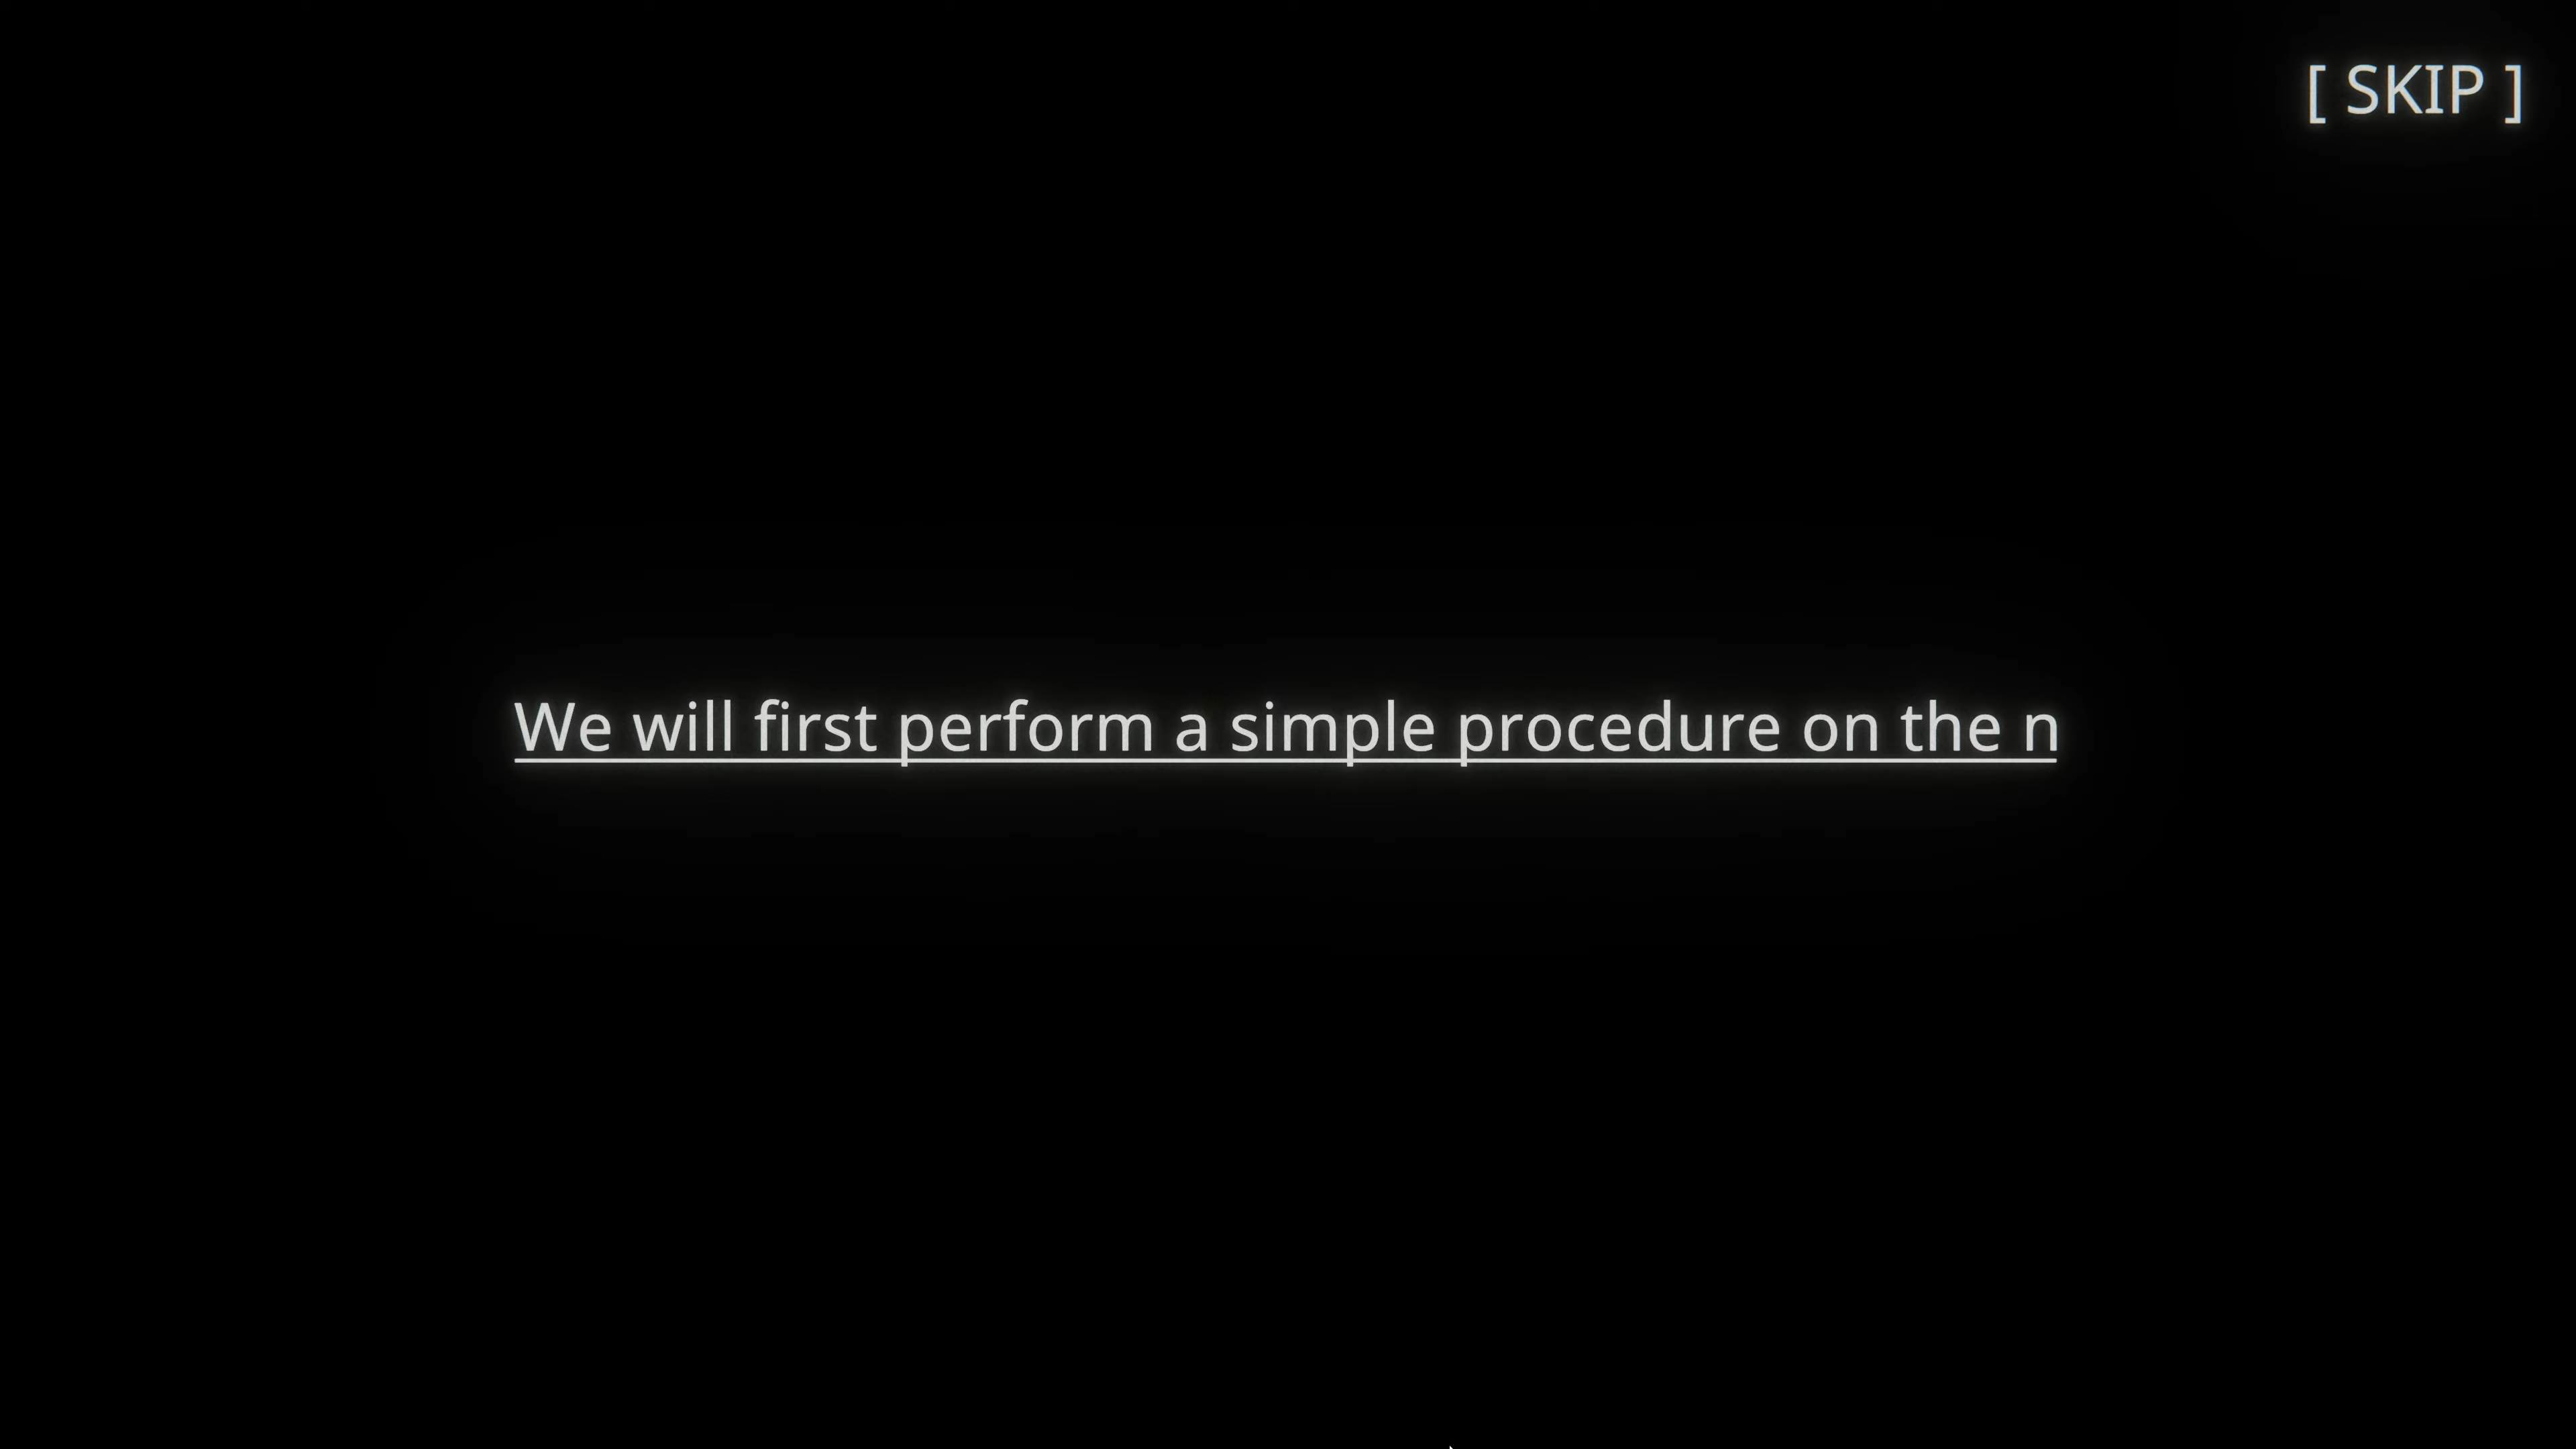 [ SKIP ]
We will first perform a simple procedure on the n